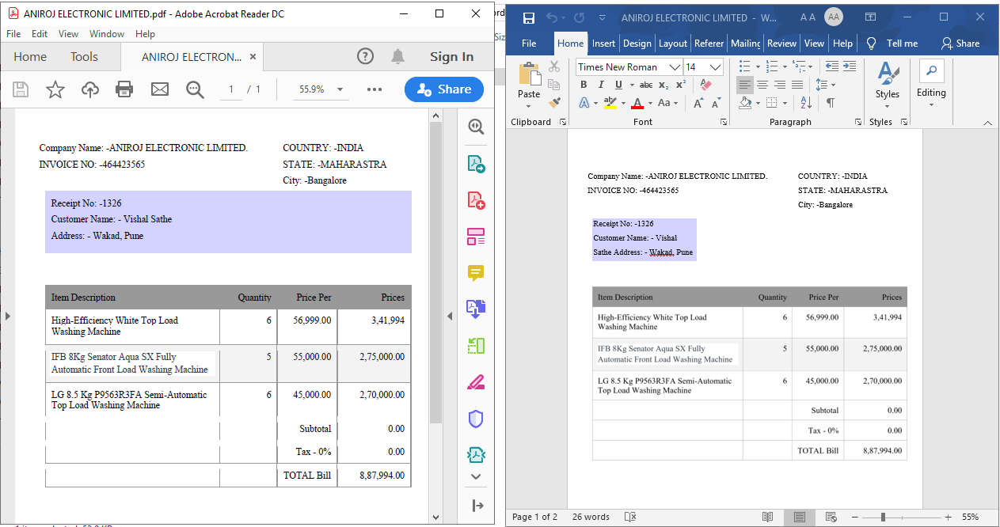 ANIROJ ELECTRONIC LIMITED.pdf - Adobe Acrobat Reader DC
File Edit View Window Help
Home Tools ANIROJ ELECTRON... × ? Sign In
1 / 1 55.9% Share
Company Name: -ANIROJ ELECTRONIC LIMITED. COUNTRY: -INDIA
INVOICE NO: -464423565 STATE: -MAHARASTRA
City: -Bangalore
Receipt No: -1326
Customer Name: - Vishal Sathe
Address: - Wakad, Pune
Item Description Quantity Price Per Prices
High-Efficiency White Top Load 6 56,999.00 3,41,994
Washing Machine
IFB 8Kg Senator Aqua SX Fully 5 55,000.00 2,75,000.00
Automatic Front Load Washing Machine
LG 8.5 Kg P9563R3FA Semi-Automatic 6 45,000.00 2,70,000.00
Top Load Washing Machine
Subtotal 0.00
Tax - 0% 0.00
TOTAL Bill 8,87,994.00
ANIROJ ELECTRONIC LIMITED - W... A A AA
File Home Insert Design Layout Referer Mailing Review View Help Tell me Share
Paste Times New Roman 14 Styles Editing
B I U abc X₂ X²
A aby A Aa A A
Clipboard Font Paragraph Styles
Company Name: -ANIROJ ELECTRONIC LIMITED. COUNTRY: -INDIA
INVOICE NO: -464423565 STATE: -MAHARASTRA
City: -Bangalore
Receipt No: -1326
Customer Name: - Vishal
Sathe Address: - Wakad, Pune
Item Description Quantity Price Per Prices
High-Efficiency White Top Load 6 56,999.00 3,41,994
Washing Machine
IFB 8Kg Senator Aqua SX Fully 5 55,000.00 2,75,000.00
Automatic Front Load Washing Machine
LG 8.5 Kg P9563R3FA Semi-Automatic 6 45,000.00 2,70,000.00
Top Load Washing Machine
Subtotal 0.00
Tax - 0% 0.00
TOTAL Bill 8,87,994.00
Page 1 of 2 26 words 55%